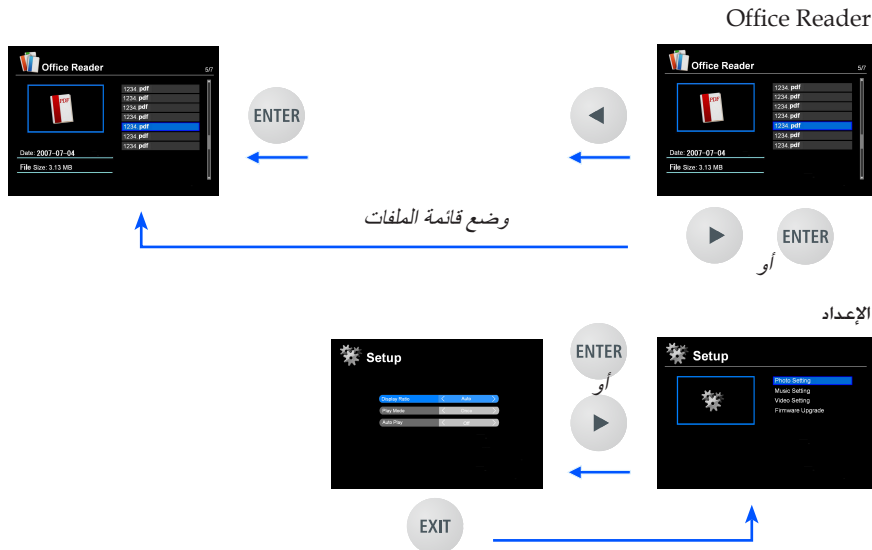 Office Reader
Office Reader
5/7
1234.pdf
1234.pdf
1234.pdf
1234.pdf
1234.pdf
1234.pdf
1234.pdf
PDF
Date: 2007-07-04
File Size: 3.13 MB
ENTER
Office Reader
5/7
1234.pdf
1234.pdf
1234.pdf
1234.pdf
1234.pdf
1234.pdf
1234.pdf
PDF
Date: 2007-07-04
File Size: 3.13 MB
وضع قائمة الملفات
ENTER
أو
الإعداد
Setup
Display Ratio
Auto
Play Mode
Once
Auto Play
Off
ENTER
أو
Setup
Photo Setting
Music Setting
Video Setting
Firmware Upgrade
EXIT